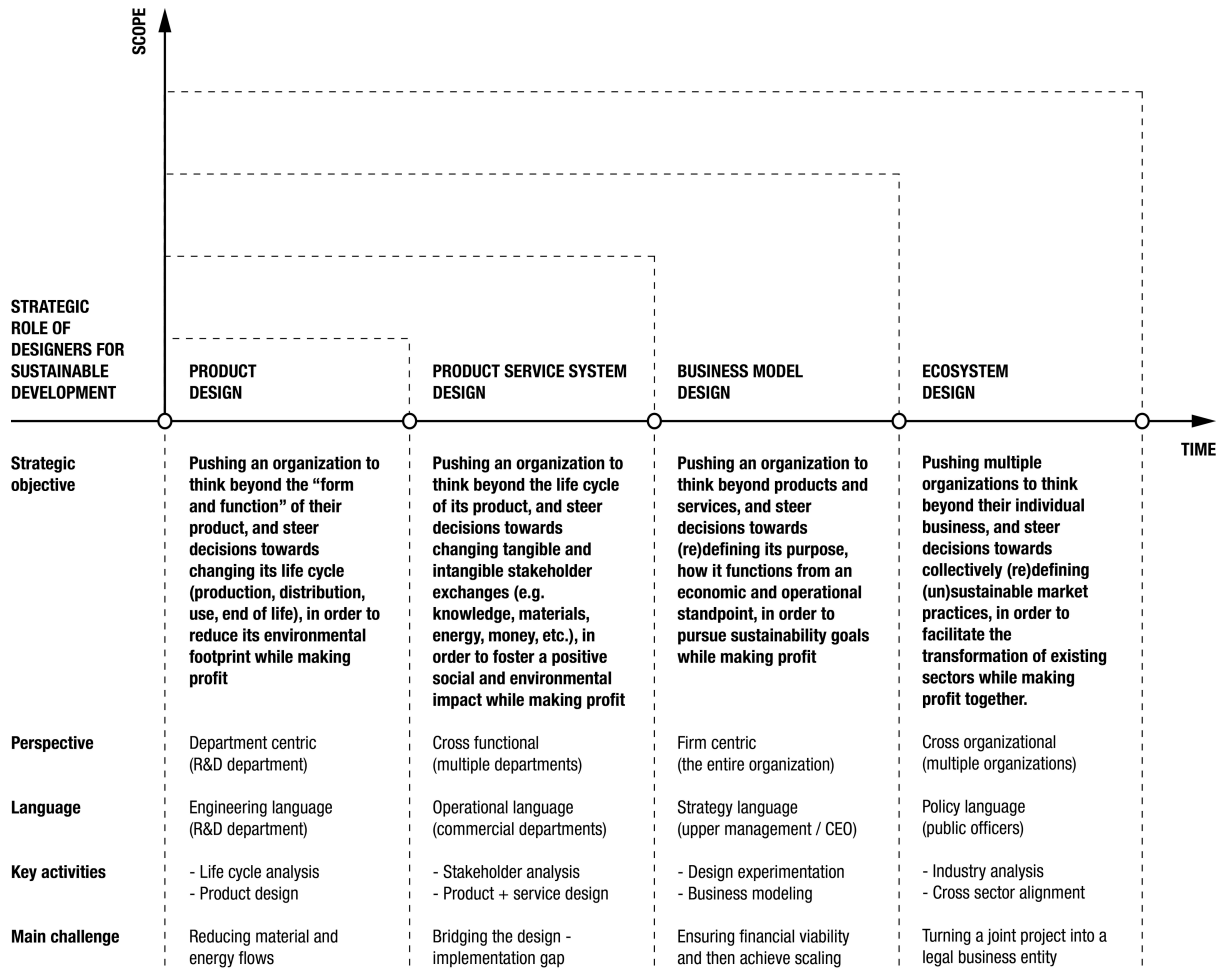 SCOPE
STRATEGIC
ROLE OF
DESIGNERS FOR
SUSTAINABLE
DEVELOPMENT
PRODUCT
DESIGN
PRODUCT SERVICE SYSTEM
DESIGN
BUSINESS MODEL
DESIGN
ECOSYSTEM
DESIGN
TIME
Strategic
objective
Pushing an organization to
think beyond the “form
and function” of their
product, and steer
decisions towards
changing its life cycle
(production, distribution,
use, end of life), in order to
reduce its environmental
footprint while making
profit
Pushing an organization to
think beyond the life cycle
of its product, and steer
decisions towards
changing tangible and
intangible stakeholder
exchanges (e.g.
knowledge, materials,
energy, money, etc.), in
order to foster a positive
social and environmental
impact while making profit
Pushing an organization to
think beyond products and
services, and steer
decisions towards
(re)defining its purpose,
how it functions from an
economic and operational
standpoint, in order to
pursue sustainability goals
while making profit
Pushing multiple
organizations to think
beyond their individual
business, and steer
decisions towards
collectively (re)defining
(un)sustainable market
practices, in order to
facilitate the
transformation of existing
sectors while making
profit together.
Perspective
Department centric
(R&D department)
Cross functional
(multiple departments)
Firm centric
(the entire organization)
Cross organizational
(multiple organizations)
Language
Engineering language
(R&D department)
Operational language
(commercial departments)
Strategy language
(upper management / CEO)
Policy language
(public officers)
Key activities
- Life cycle analysis
- Product design
- Stakeholder analysis
- Product + service design
- Design experimentation
- Business modeling
- Industry analysis
- Cross sector alignment
Main challenge
Reducing material and
energy flows
Bridging the design -
implementation gap
Ensuring financial viability
and then achieve scaling
Turning a joint project into a
legal business entity